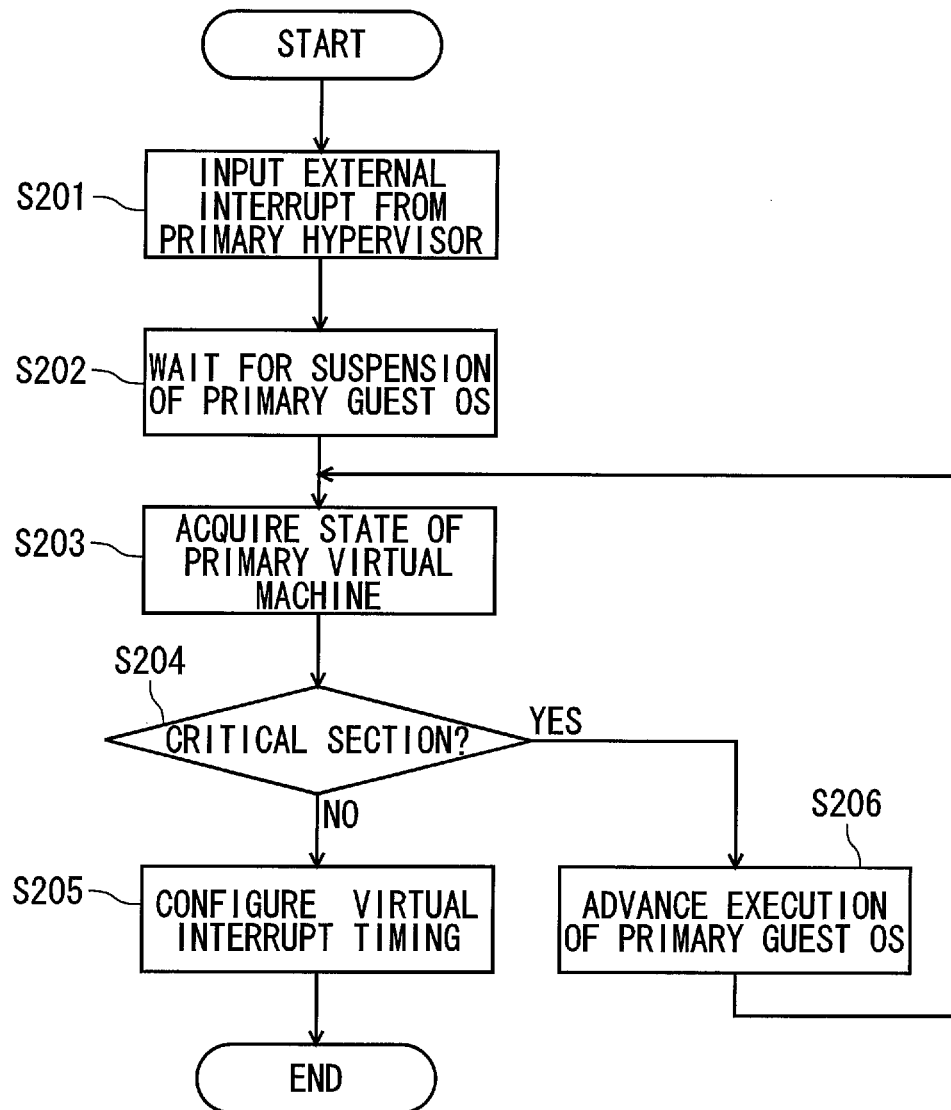 START
S201
INPUT EXTERNAL
INTERRUPT FROM
PRIMARY HYPERVISOR
S202
WAIT FOR SUSPENSION
OF PRIMARY GUEST OS
S203
ACQUIRE STATE OF
PRIMARY VIRTUAL
MACHINE
S204
CRITICAL SECTION?
YES
NO
S205
CONFIGURE VIRTUAL
INTERRUPT TIMING
S206
ADVANCE EXECUTION
OF PRIMARY GUEST OS
END